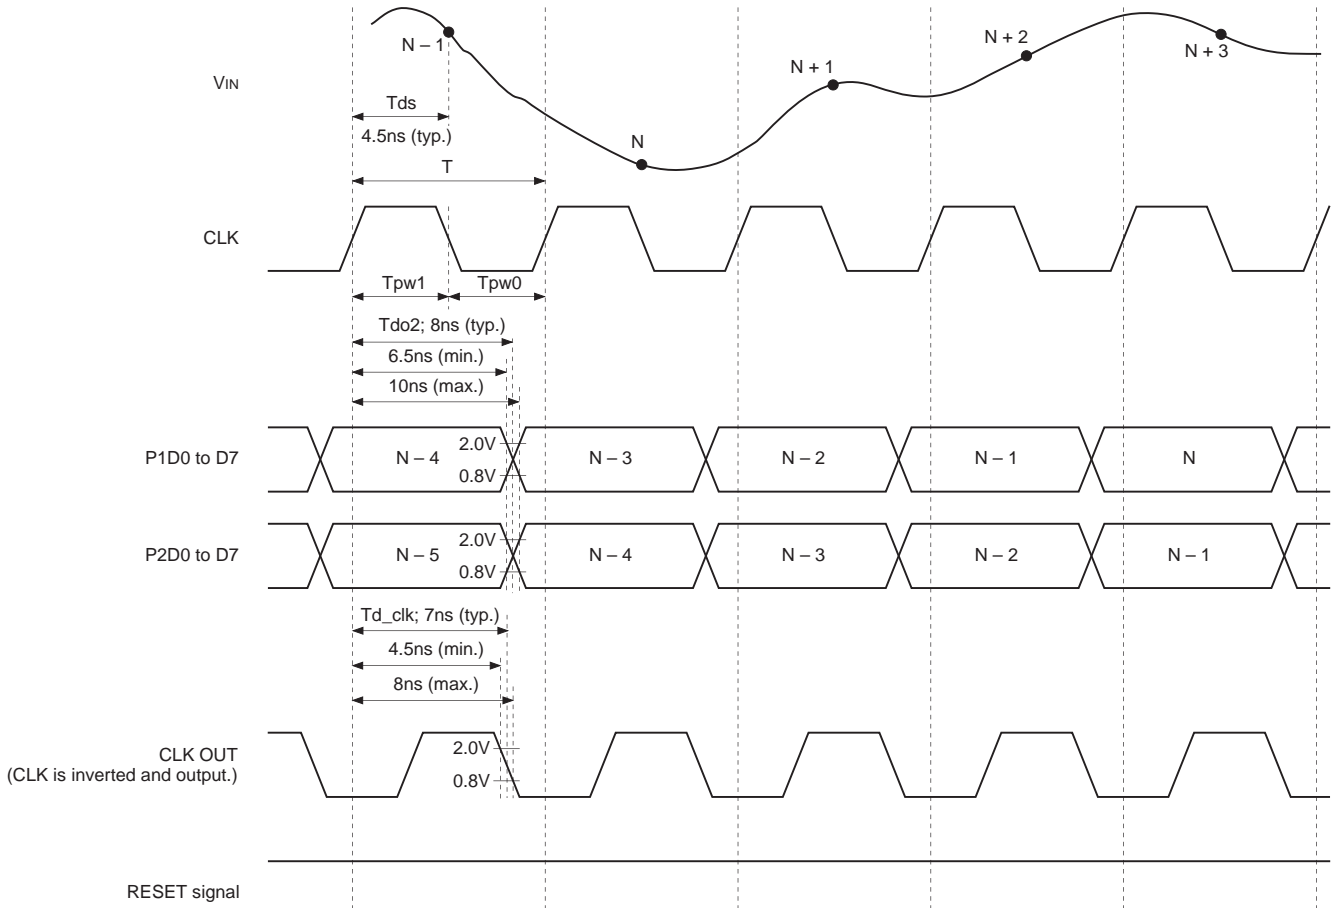 N – 1
N
N + 1
N + 2
N + 3
VIN
Tds
4.5ns (typ.)
T
CLK
Tpw1
Tpw0
Tdo2; 8ns (typ.)
6.5ns (min.)
10ns (max.)
P1D0 to D7
N – 4
2.0V
0.8V
N – 3
N – 2
N – 1
N
P2D0 to D7
N – 5
2.0V
0.8V
N – 4
N – 3
N – 2
N – 1
Td_clk; 7ns (typ.)
4.5ns (min.)
8ns (max.)
CLK OUT
(CLK is inverted and output.)
2.0V
0.8V
RESET signal